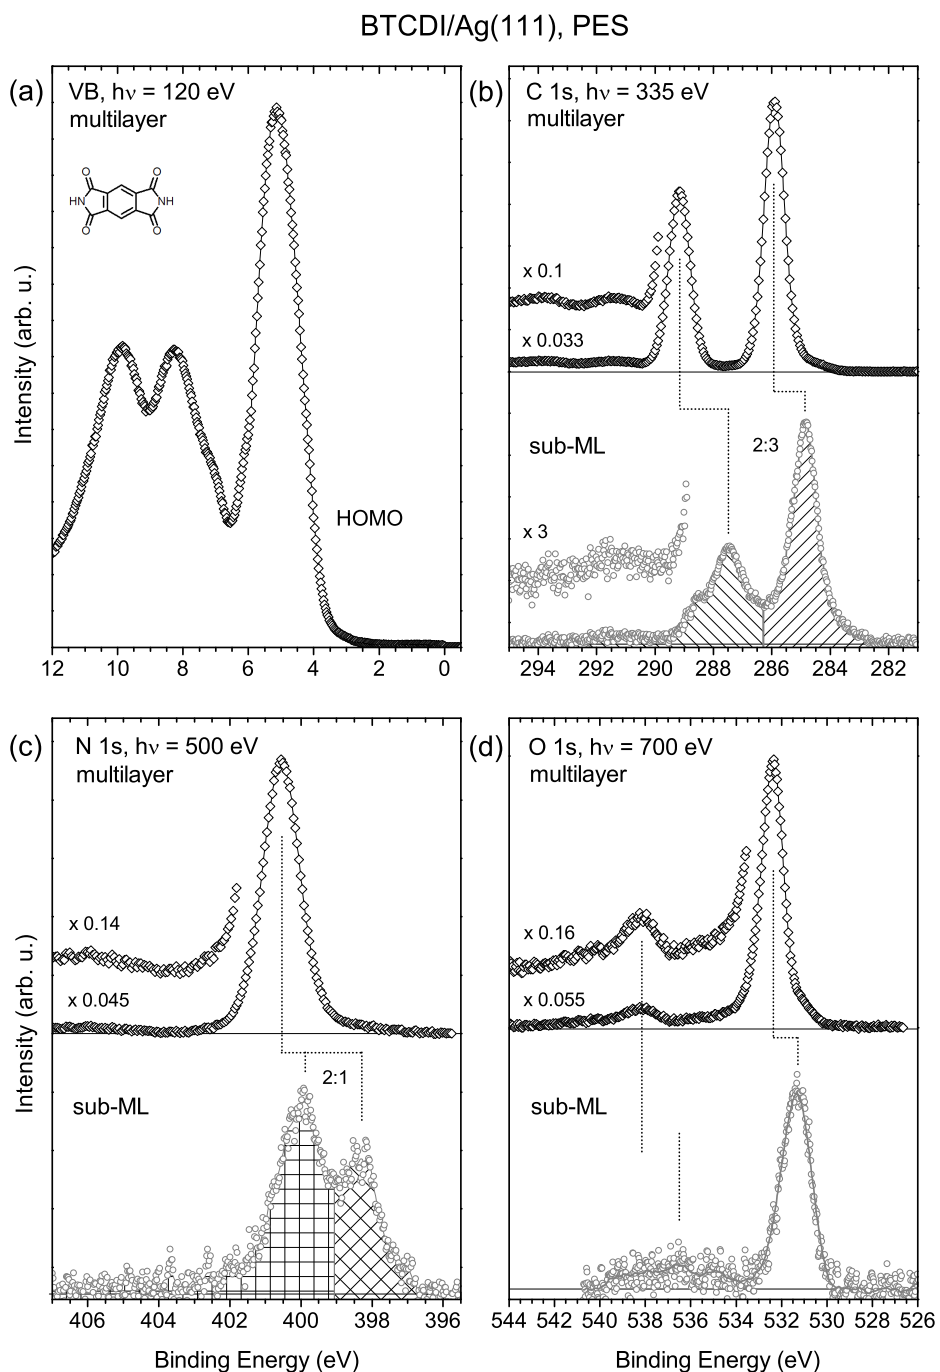 BTCDI/Ag(111), PES
(a)
VB, hν = 120 eV
multilayer
O
O
HN
NH
O
O
HOMO
Intensity (arb. u.)
12 10 8 6 4 2 0
(b)
C 1s, hν = 335 eV
multilayer
x 0.1
x 0.033
sub-ML
2:3
x 3
294 292 290 288 286 284 282
(c)
N 1s, hν = 500 eV
multilayer
x 0.14
x 0.045
2:1
sub-ML
Intensity (arb. u.)
406 404 402 400 398 396
Binding Energy (eV)
(d)
O 1s, hν = 700 eV
multilayer
x 0.16
x 0.055
sub-ML
544 542 540 538 536 534 532 530 528 526
Binding Energy (eV)